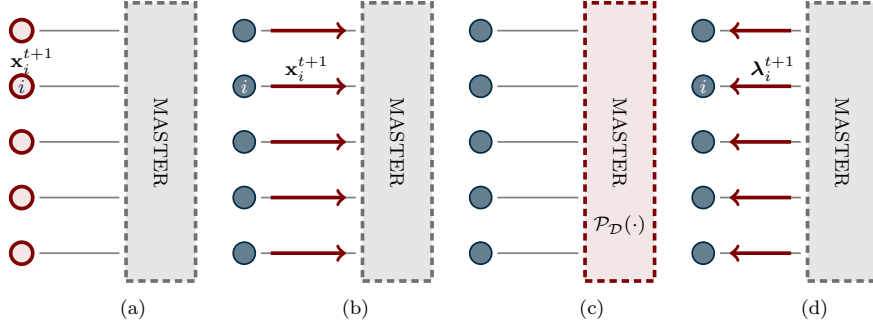 x_i^{t+1}
i
MASTER
(a)
x_i^{t+1}
i
MASTER
(b)
MASTER
P_D(·)
(c)
λ_i^{t+1}
i
MASTER
(d)